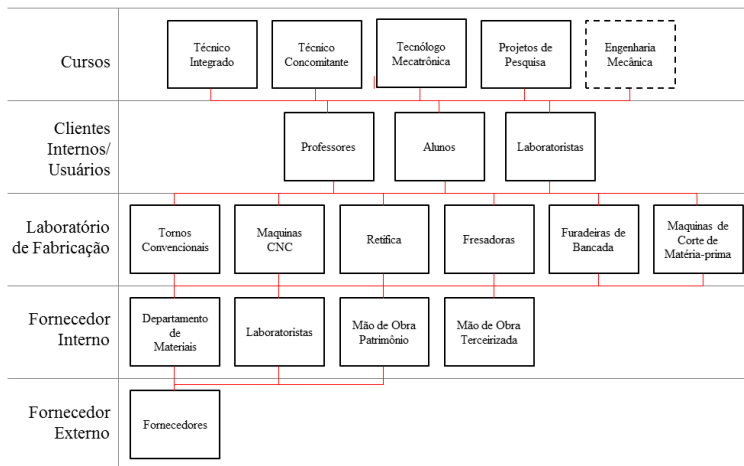 Cursos
Técnico
Integrado
Técnico
Concomitante
Tecnólogo
Mecatrônica
Projetos de
Pesquisa
Engenharia
Mecânica
Clientes
Internos/
Usuários
Professores
Alunos
Laboratoristas
Laboratório
de Fabricação
Tornos
Convencionais
Maquinas
CNC
Retifica
Fresadoras
Furadeiras de
Bancada
Maquinas de
Corte de
Matéria-prima
Fornecedor
Interno
Departamento
de
Materiais
Laboratoristas
Mão de Obra
Patrimônio
Mão de Obra
Terceirizada
Fornecedor
Externo
Fornecedores